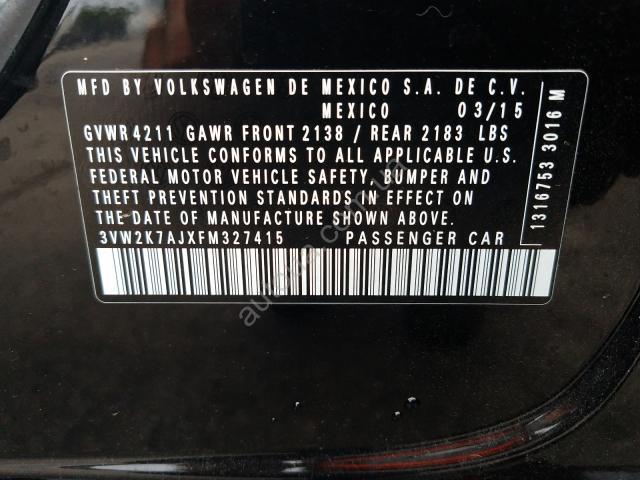 MFD BY VOLKSWAGEN DE MEXICO S.A. DE C.V.
MEXICO 03/15
GVWR 4211 GAWR FRONT 2138 / REAR 2183 LBS
THIS VEHICLE CONFORMS TO ALL APPLICABLE U.S.
FEDERAL MOTOR VEHICLE SAFETY, BUMPER AND
THEFT PREVENTION STANDARDS IN EFFECT ON
THE DATE OF MANUFACTURE SHOWN ABOVE.
3VW2K7AJXFM327415 PASSENGER CAR
1316753 3016 M